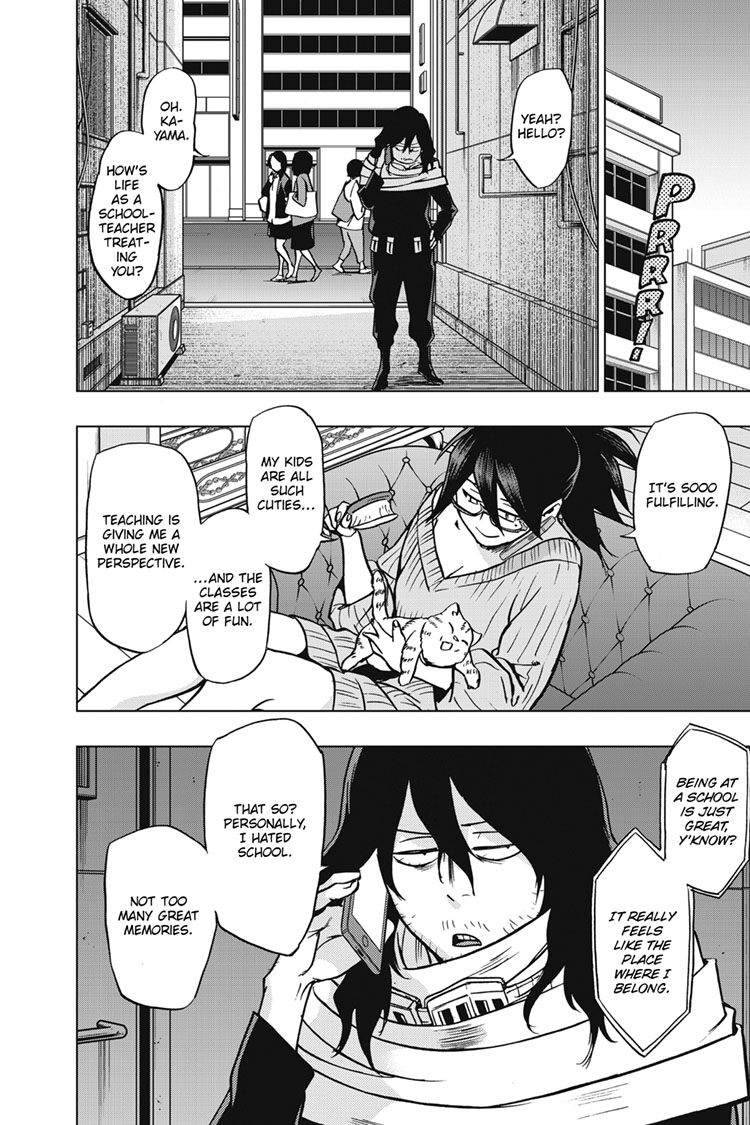 PRRR!!
YEAH?
HELLO?
OH.
KA-
YAMA.
HOW'S
LIFE
AS A
SCHOOL-
TEACHER
TREAT-
ING
YOU?
IT'S SOOO
FULFILLING.
MY KIDS
ARE ALL
SUCH
CUTIES...
...AND THE
CLASSES
ARE A LOT
OF FUN.
TEACHING IS
GIVING ME A
WHOLE NEW
PERSPECTIVE.
BEING AT
A SCHOOL
IS JUST
GREAT,
Y'KNOW?
IT REALLY
FEELS
LIKE THE
PLACE
WHERE I
BELONG.
THAT SO?
PERSONALLY,
I HATED
SCHOOL.
NOT TOO
MANY GREAT
MEMORIES.